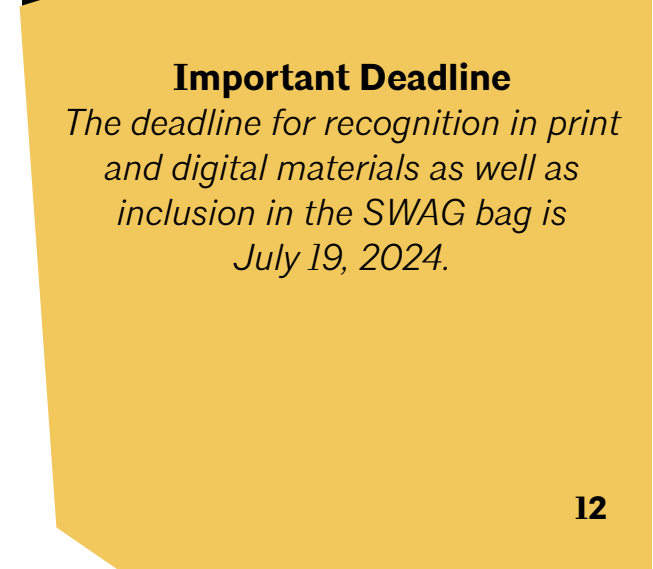 Important Deadline
The deadline for recognition in print
and digital materials as well as
inclusion in the SWAG bag is
July 19, 2024.
12